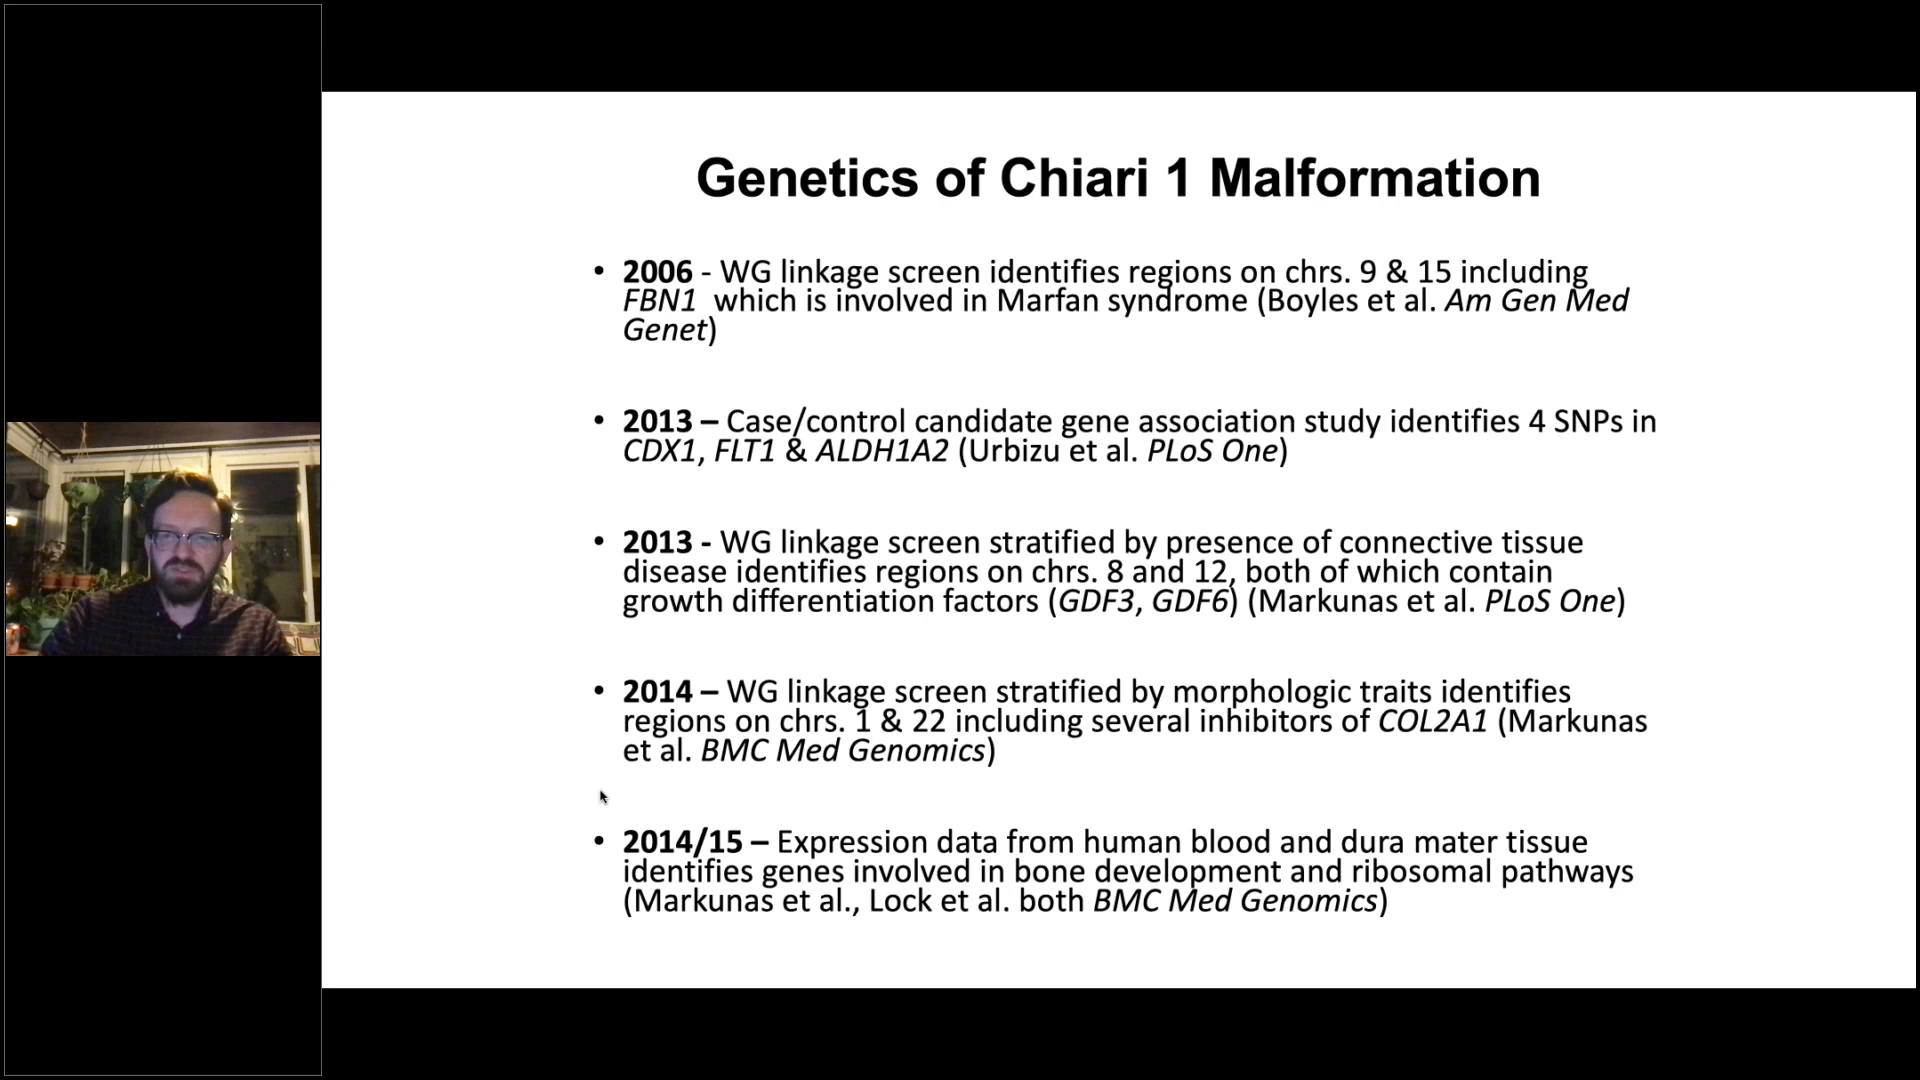 Genetics of Chiari 1 Malformation
• 2006 - WG linkage screen identifies regions on chrs. 9 & 15 including
FBN1 which is involved in Marfan syndrome (Boyles et al. Am Gen Med
Genet)
• 2013 – Case/control candidate gene association study identifies 4 SNPs in
CDX1, FLT1 & ALDH1A2 (Urbizu et al. PLoS One)
• 2013 - WG linkage screen stratified by presence of connective tissue
disease identifies regions on chrs. 8 and 12, both of which contain
growth differentiation factors (GDF3, GDF6) (Markunas et al. PLoS One)
• 2014 – WG linkage screen stratified by morphologic traits identifies
regions on chrs. 1 & 22 including several inhibitors of COL2A1 (Markunas
et al. BMC Med Genomics)
• 2014/15 – Expression data from human blood and dura mater tissue
identifies genes involved in bone development and ribosomal pathways
(Markunas et al., Lock et al. both BMC Med Genomics)